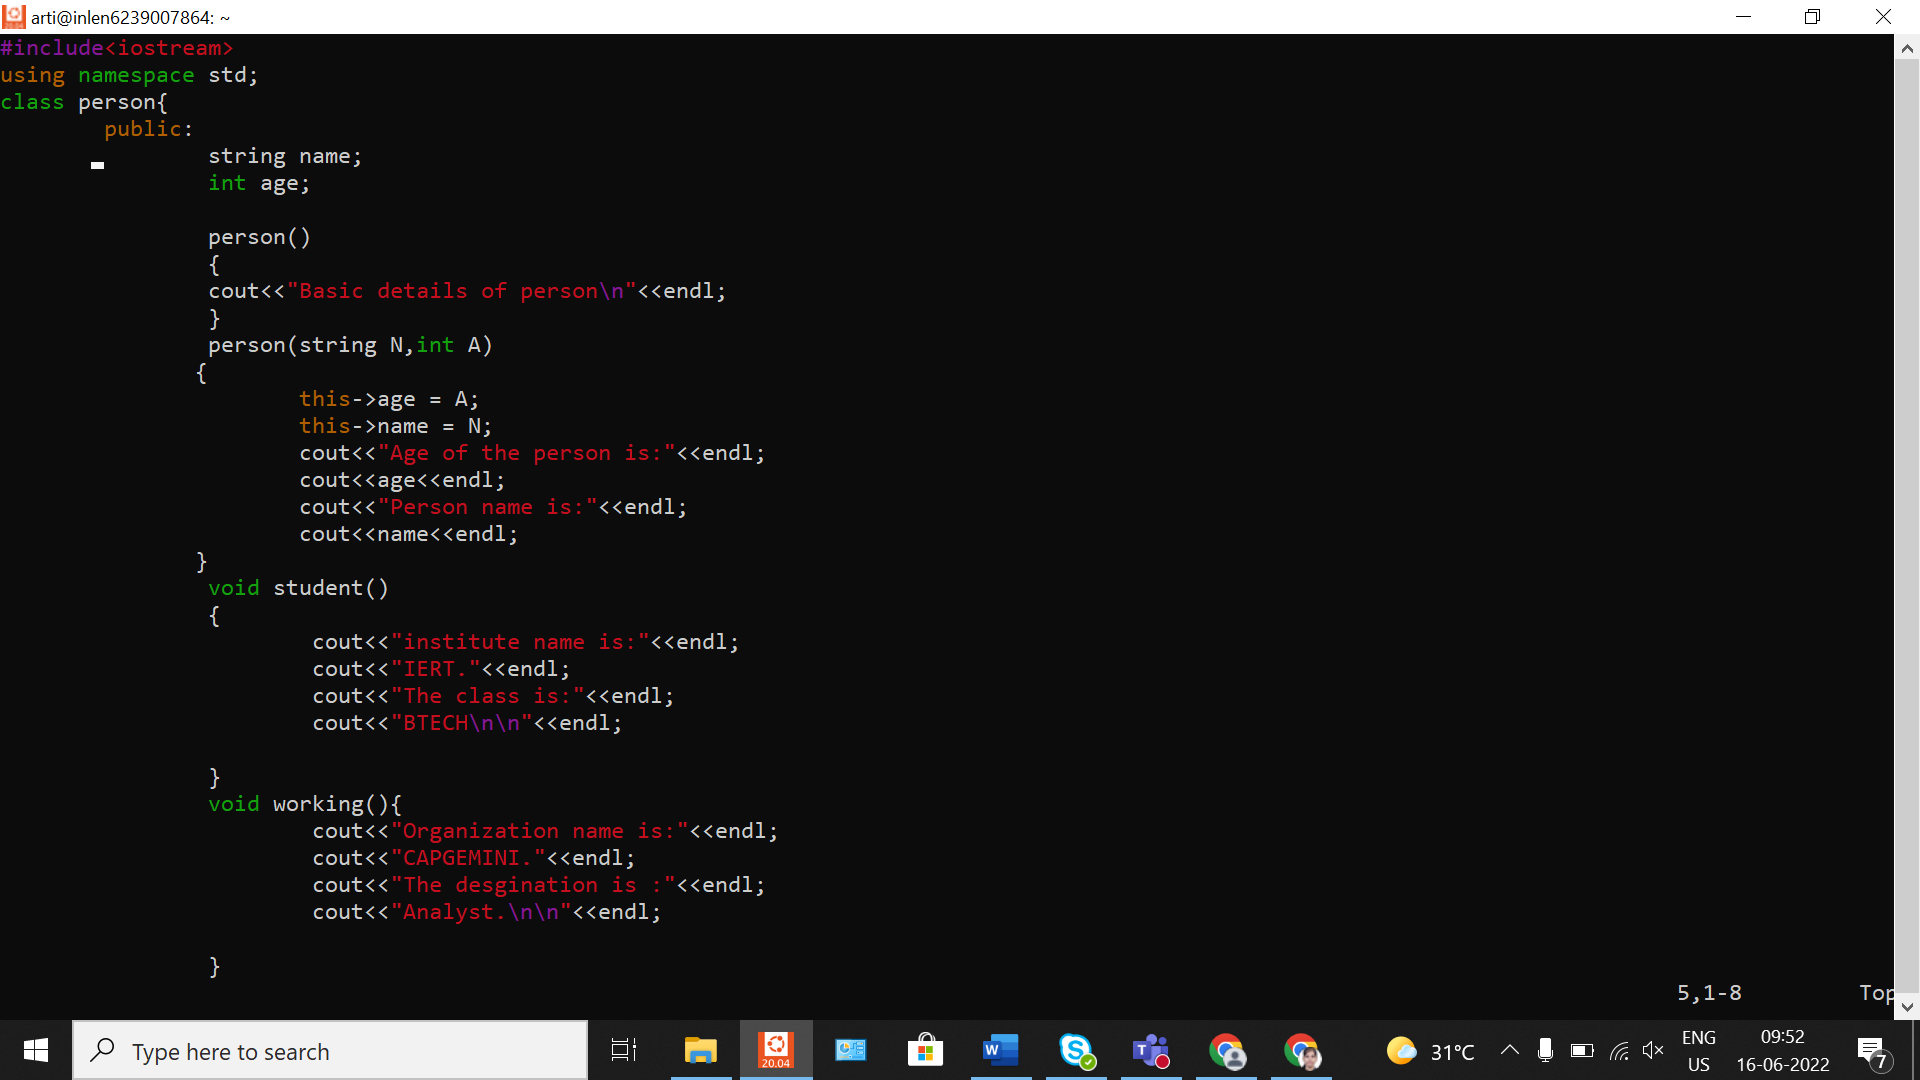 arti@inlen6239007864: ~
#include<iostream>
using namespace std;
class person{
public:
string name;
int age;
person()
{
cout<<"Basic details of person\n"<<endl;
}
person(string N,int A)
{
this->age = A;
this->name = N;
cout<<"Age of the person is:"<<endl;
cout<<age<<endl;
cout<<"Person name is:"<<endl;
cout<<name<<endl;
}
void student()
{
cout<<"institute name is:"<<endl;
cout<<"IERT."<<endl;
cout<<"The class is:"<<endl;
cout<<"BTECH\n\n"<<endl;
}
void working(){
cout<<"Organization name is:"<<endl;
cout<<"CAPGEMINI."<<endl;
cout<<"The desgination is :"<<endl;
cout<<"Analyst.\n\n"<<endl;
}
5,1-8 Top
Type here to search
20.04
31°C
ENG
US
09:52
16-06-2022
7